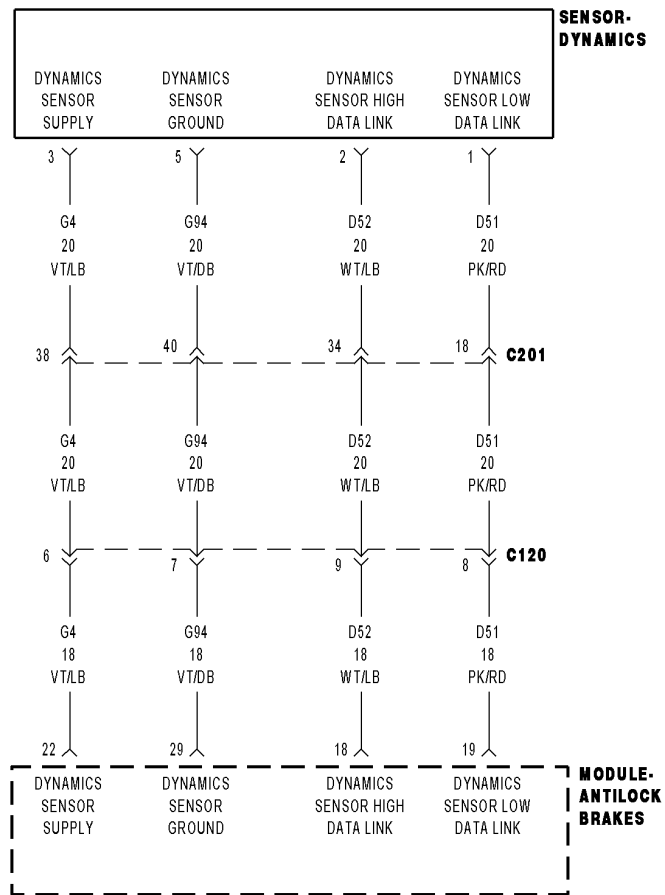 SENSOR-
DYNAMICS
DYNAMICS SENSOR SUPPLY
DYNAMICS SENSOR GROUND
DYNAMICS SENSOR HIGH DATA LINK
DYNAMICS SENSOR LOW DATA LINK
3 5 2 1
G4 G94 D52 D51
20 20 20 20
VT/LB VT/DB WT/LB PK/RD
38 40 34 18 C201
G4 G94 D52 D51
20 20 20 20
VT/LB VT/DB WT/LB PK/RD
6 7 9 8 C120
G4 G94 D52 D51
18 18 18 18
VT/LB VT/DB WT/LB PK/RD
22 29 18 19
DYNAMICS SENSOR SUPPLY
DYNAMICS SENSOR GROUND
DYNAMICS SENSOR HIGH DATA LINK
DYNAMICS SENSOR LOW DATA LINK
MODULE-
ANTILOCK
BRAKES